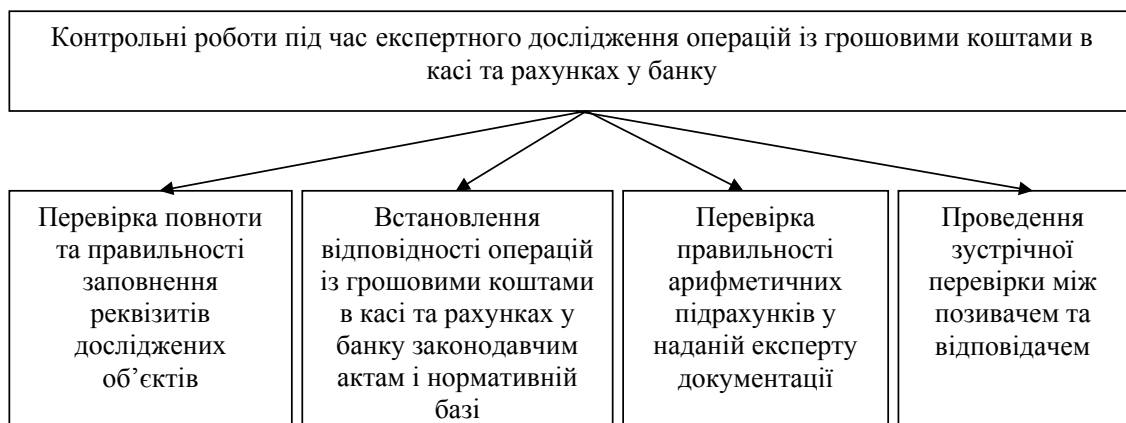 Контрольні роботи під час експертного дослідження операцій із грошовими коштами в
касі та рахунках у банку
Перевірка повноти
та правильності
заповнення
реквізитів
досліджених
об’єктів
Встановлення
відповідності операцій
із грошовими коштами
в касі та рахунках у
банку законодавчим
актам і нормативній
базі
Перевірка
правильності
арифметичних
підрахунків у
наданій експерту
документації
Проведення
зустрічної
перевірки між
позивачем та
відповідачем